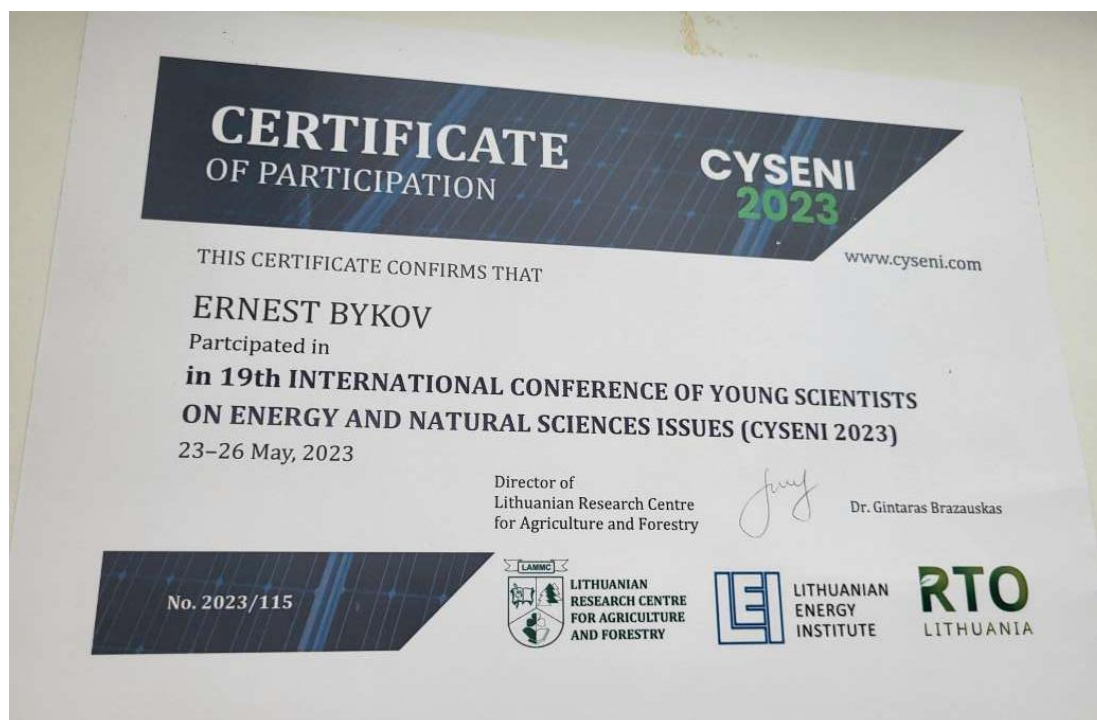 CERTIFICATE
OF PARTICIPATION
CYSENI
2023
www.cyseni.com
THIS CERTIFICATE CONFIRMS THAT
ERNEST BYKOV
Partcipated in
in 19th INTERNATIONAL CONFERENCE OF YOUNG SCIENTISTS
ON ENERGY AND NATURAL SCIENCES ISSUES (CYSENI 2023)
23–26 May, 2023
Director of
Lithuanian Research Centre
for Agriculture and Forestry
Dr. Gintaras Brazauskas
No. 2023/115
LAMMC
LITHUANIAN
RESEARCH CENTRE
FOR AGRICULTURE
AND FORESTRY
LEI
LITHUANIAN
ENERGY
INSTITUTE
RTO
LITHUANIA